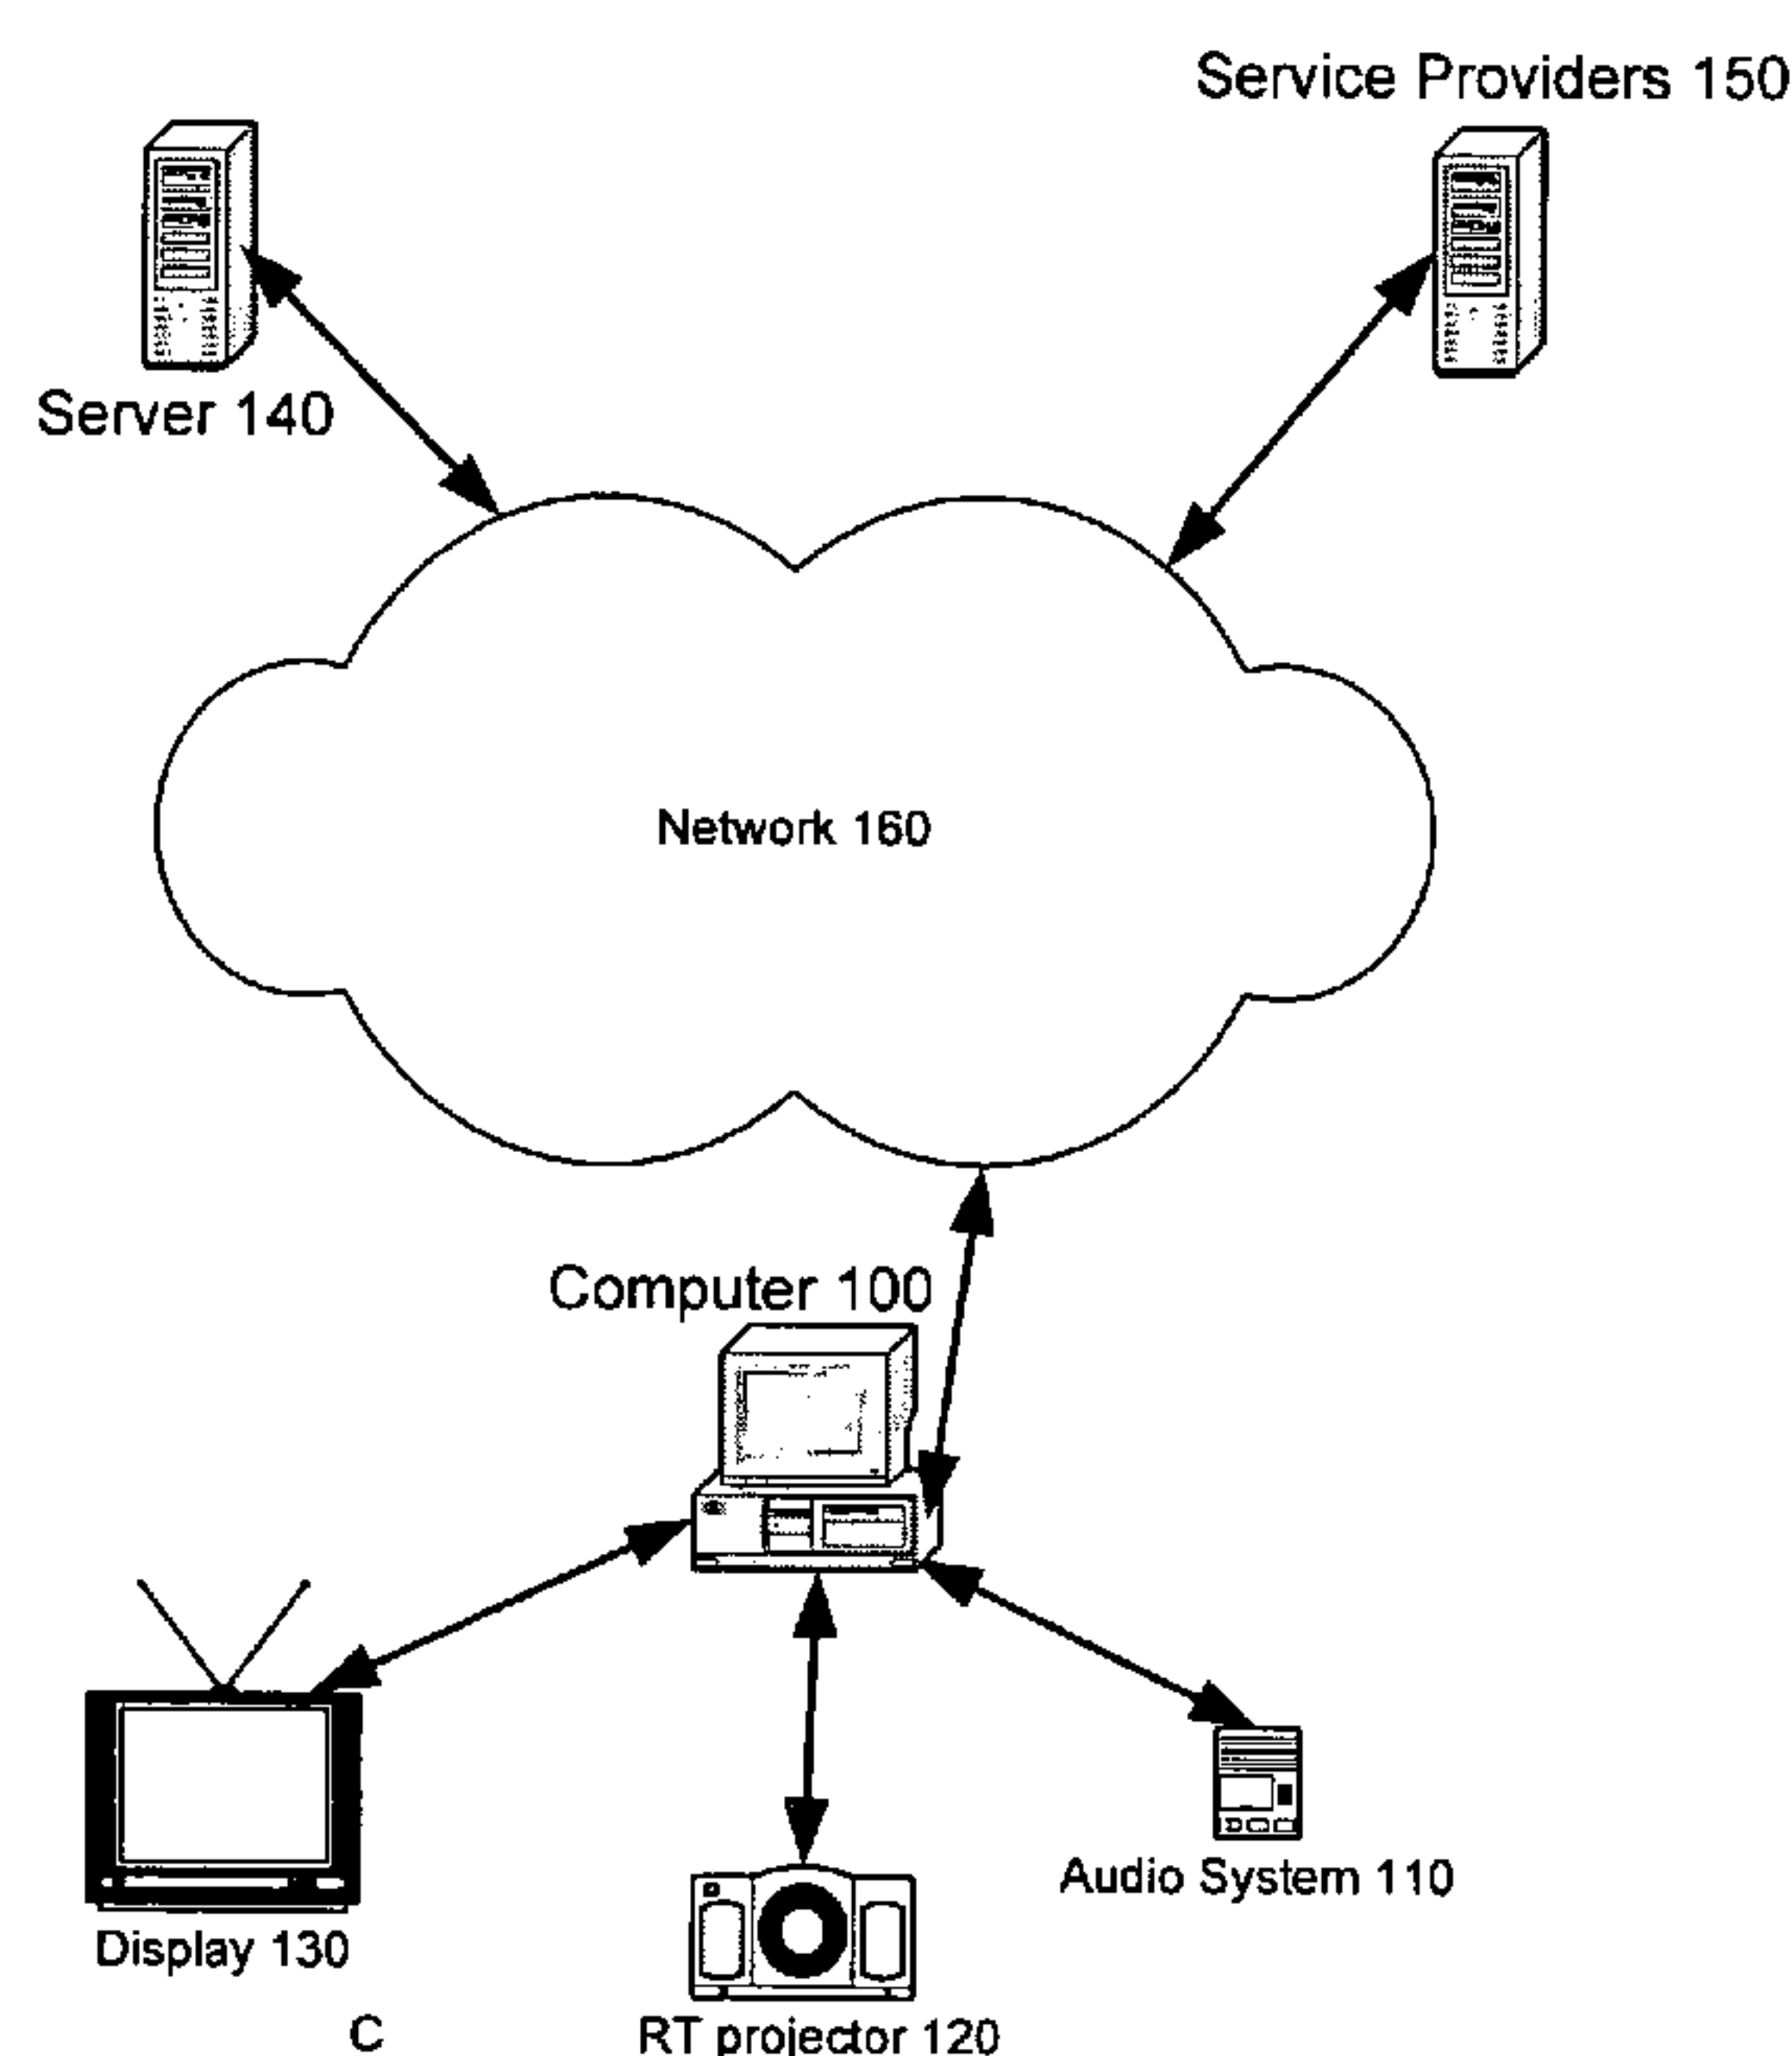 Service Providers 150
Server 140
Network 160
Computer 100
Audio System 110
Display 130
RT projector 120
C